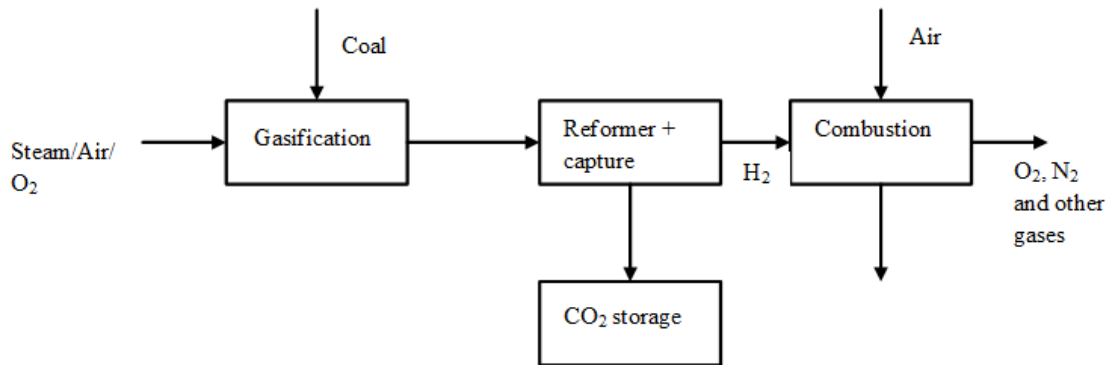 Coal
Air
Steam/Air/
O₂
Gasification
Reformer +
capture
H₂
Combustion
O₂, N₂
and other
gases
CO₂ storage